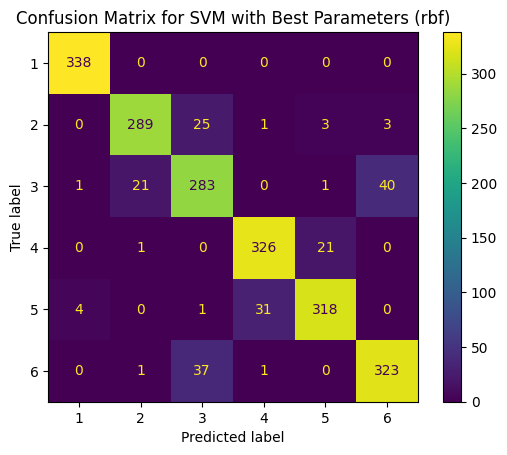 Confusion Matrix for SVM with Best Parameters (rbf)
1 338 0 0 0 0 0
2 0 289 25 1 3 3
3 1 21 283 0 1 40
4 0 1 0 326 21 0
5 4 0 1 31 318 0
6 0 1 37 1 0 323
1 2 3 4 5 6
Predicted label
True label
300
250
200
150
100
50
0